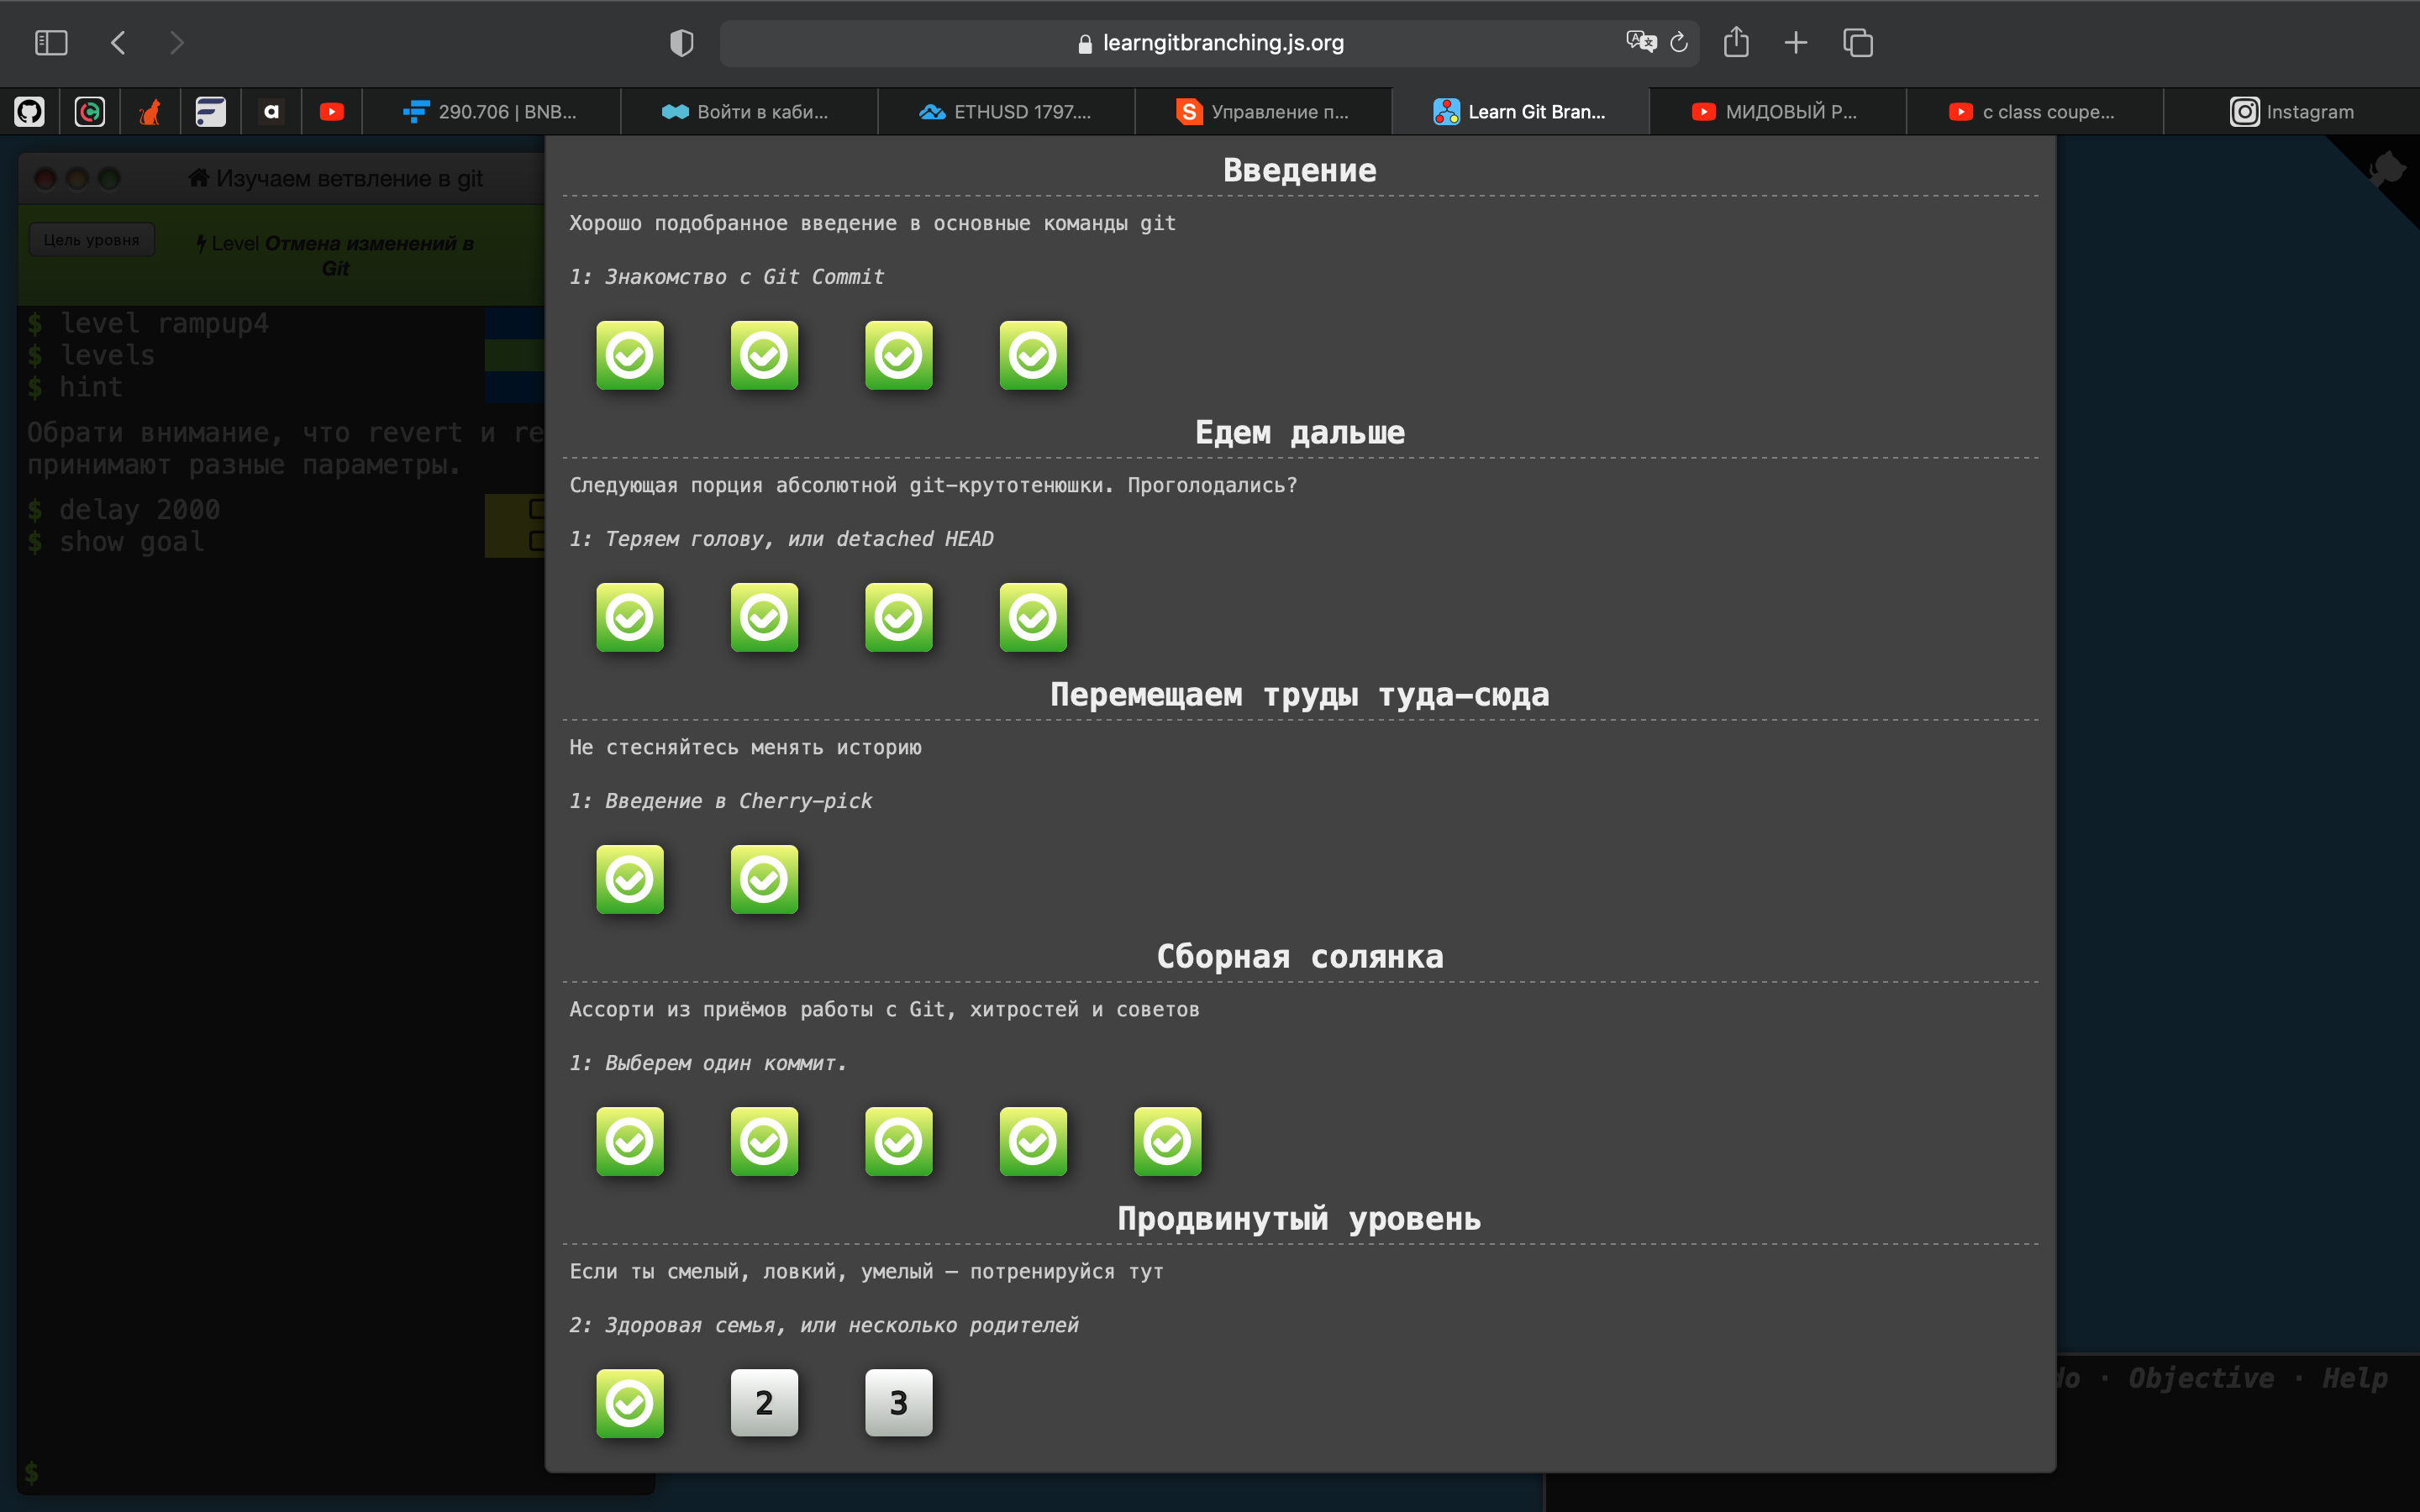 learngitbranching.js.org
290.706 | BNB...
Войти в каби...
ETHUSD 1797....
Управление п...
Learn Git Bran...
МИДОВЫЙ Р...
c class coupe...
Instagram
Изучаем ветвление в git
Цель уровня
Level Отмена изменений в
Git
$ level rampup4
$ levels
$ hint
Обрати внимание, что revert и re
принимают разные параметры.
$ delay 2000
$ show goal
$
Введение
Хорошо подобранное введение в основные команды git
1: Знакомство с Git Commit
Едем дальше
Следующая порция абсолютной git-крутотенюшки. Проголодались?
1: Теряем голову, или detached HEAD
Перемещаем труды туда-сюда
Не стесняйтесь менять историю
1: Введение в Cherry-pick
Сборная солянка
Ассорти из приёмов работы с Git, хитростей и советов
1: Выберем один коммит.
Продвинутый уровень
Если ты смелый, ловкий, умелый — потренируйся тут
2: Здоровая семья, или несколько родителей
2
3
do · Objective · Help